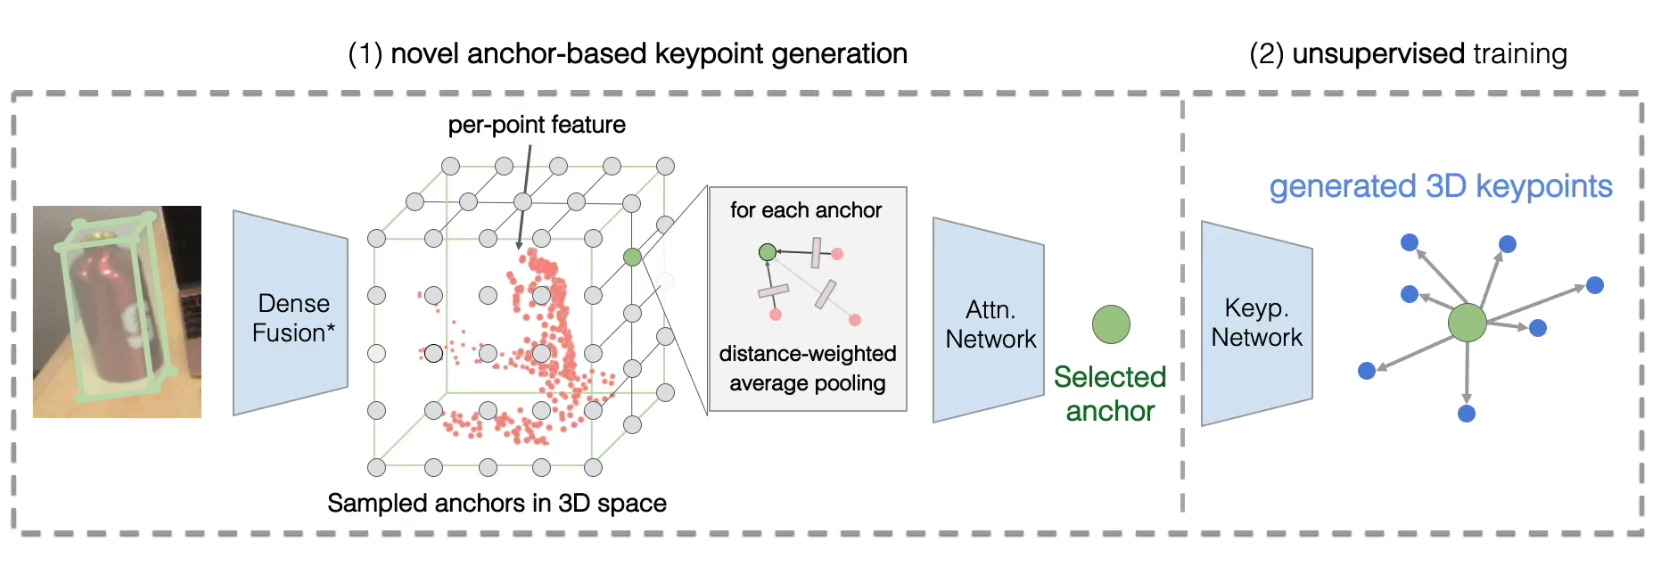 (1) novel anchor-based keypoint generation
(2) unsupervised training
per-point feature
Dense
Fusion*
for each anchor
distance-weighted
average pooling
Attn.
Network
Selected
anchor
Sampled anchors in 3D space
Keyp.
Network
generated 3D keypoints